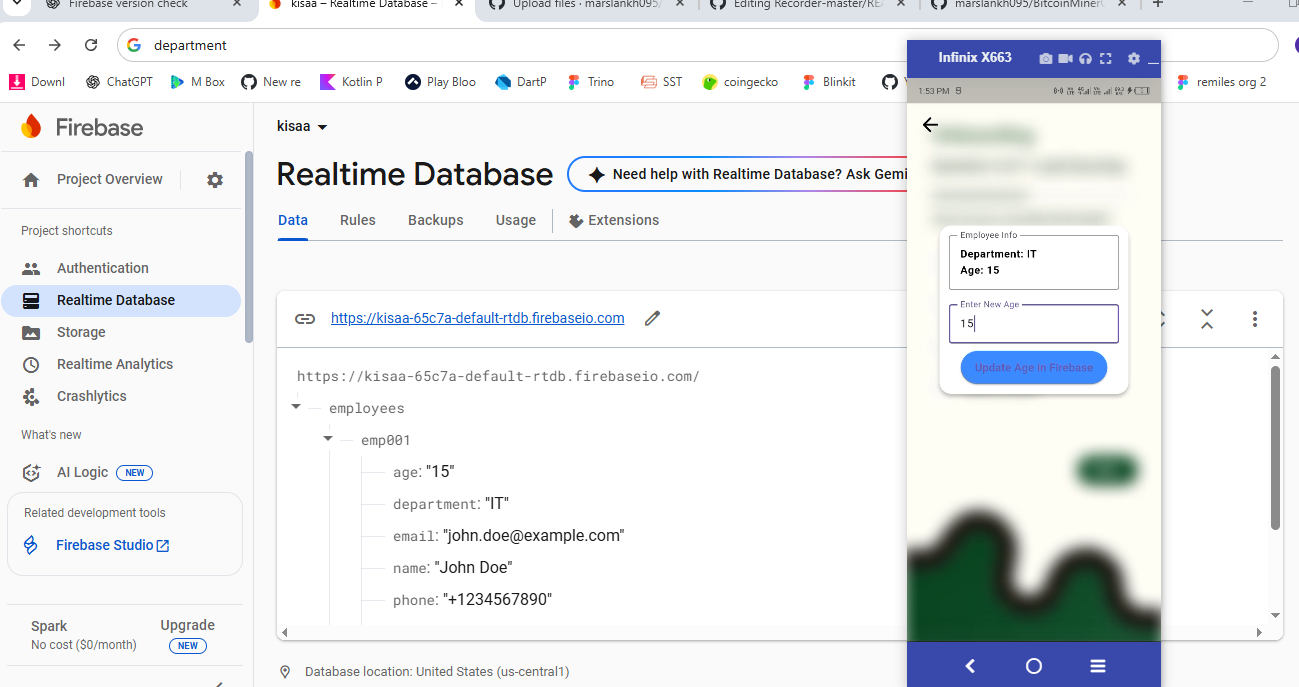 Firebase version check
kisaa – Realtime Database –
Upload files · marslankh095/
Editing Recorder-master/REA
marslankh095/BitcoinMiner
department
Downl
ChatGPT
M Box
New re
Kotlin P
Play Bloo
DartP
Trino
SST
coingecko
Blinkit
remiles org 2
Firebase
Project Overview
Project shortcuts
Authentication
Realtime Database
Storage
Realtime Analytics
Crashlytics
What's new
AI Logic NEW
Related development tools
Firebase Studio
Spark
No cost ($0/month)
Upgrade
NEW
kisaa
Realtime Database
Need help with Realtime Database? Ask Gemi
Data Rules Backups Usage Extensions
https://kisaa-65c7a-default-rtdb.firebaseio.com
https://kisaa-65c7a-default-rtdb.firebaseio.com/
employees
emp001
age: "15"
department: "IT"
email: "john.doe@example.com"
name: "John Doe"
phone: "+1234567890"
Database location: United States (us-central1)
Infinix X663
1:53 PM
Employee Info
Department: IT
Age: 15
Enter New Age
15
Update Age in Firebase